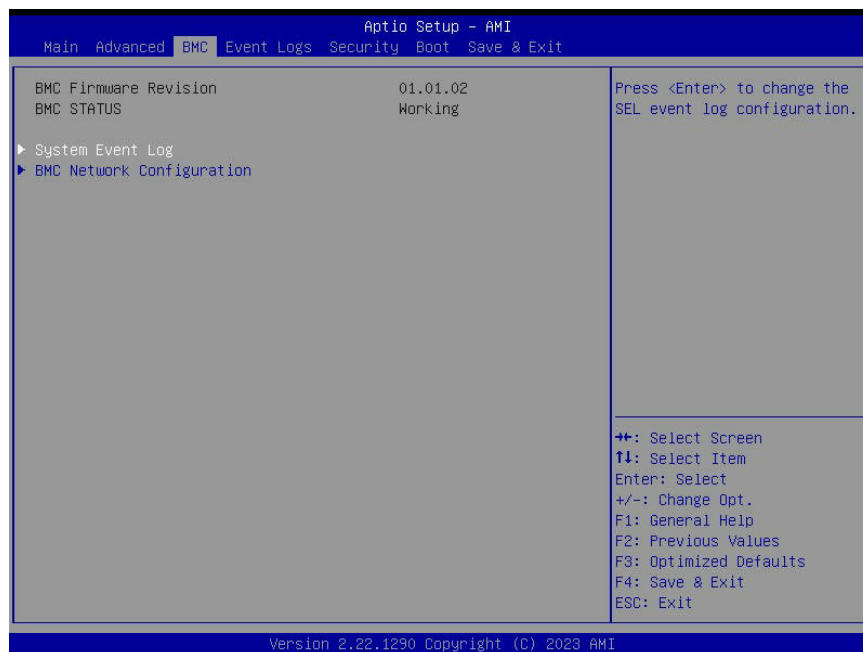 Aptio Setup – AMI
Main Advanced BMC Event Logs Security Boot Save & Exit
BMC Firmware Revision 01.01.02
BMC STATUS Working
▶ System Event Log
▶ BMC Network Configuration
Press <Enter> to change the
SEL event log configuration.
→←: Select Screen
↑↓: Select Item
Enter: Select
+/-: Change Opt.
F1: General Help
F2: Previous Values
F3: Optimized Defaults
F4: Save & Exit
ESC: Exit
Version 2.22.1290 Copyright (C) 2023 AMI